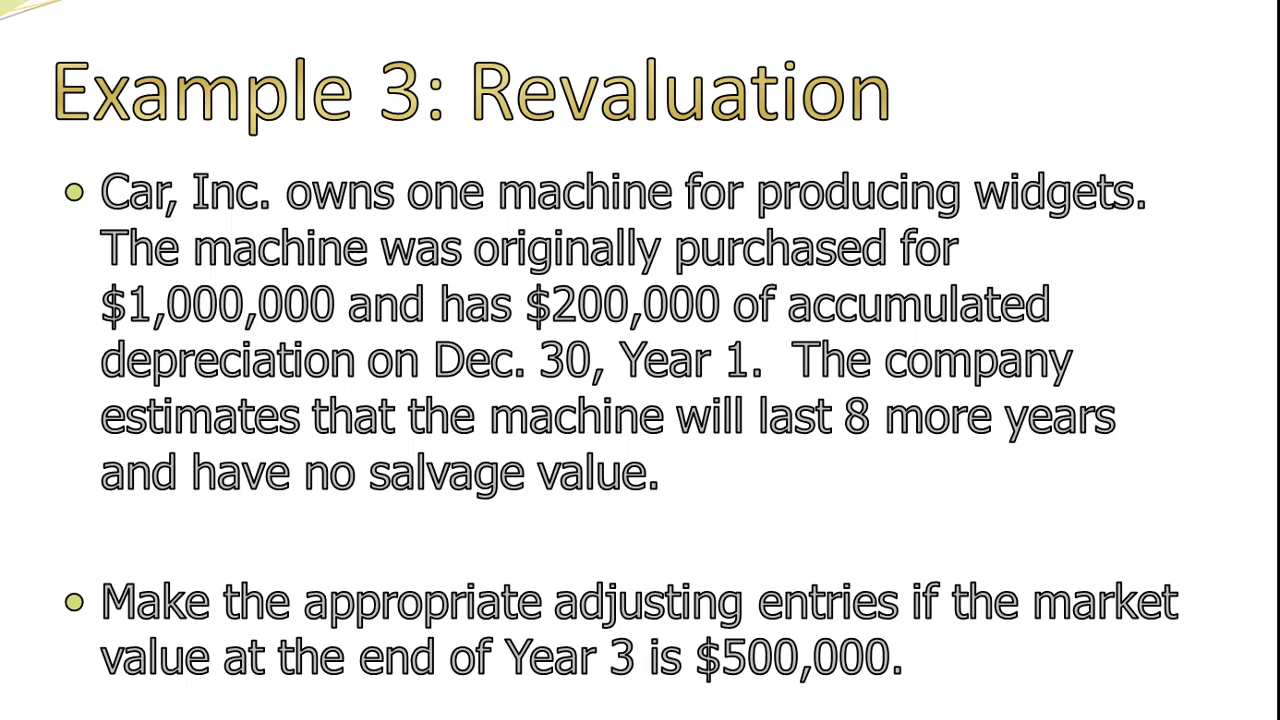 Example 3: Revaluation
Car, Inc. owns one machine for producing widgets.
The machine was originally purchased for
$1,000,000 and has $200,000 of accumulated
depreciation on Dec. 30, Year 1. The company
estimates that the machine will last 8 more years
and have no salvage value.
Make the appropriate adjusting entries if the market
value at the end of Year 3 is $500,000.